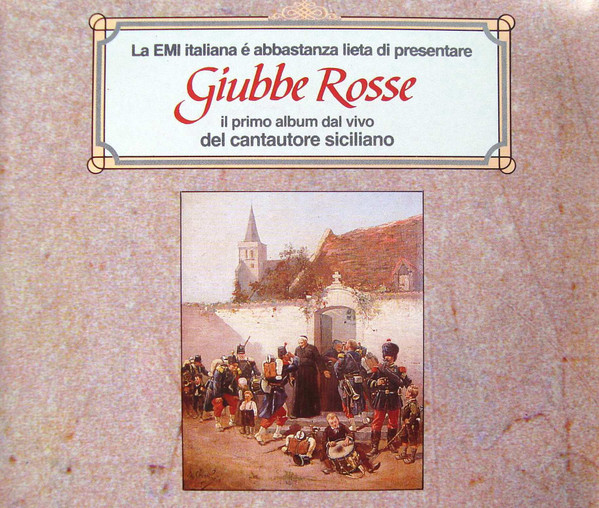 La EMI italiana é abbastanza lieta di presentare
Giubbe Rosse
il primo album dal vivo
del cantautore siciliano